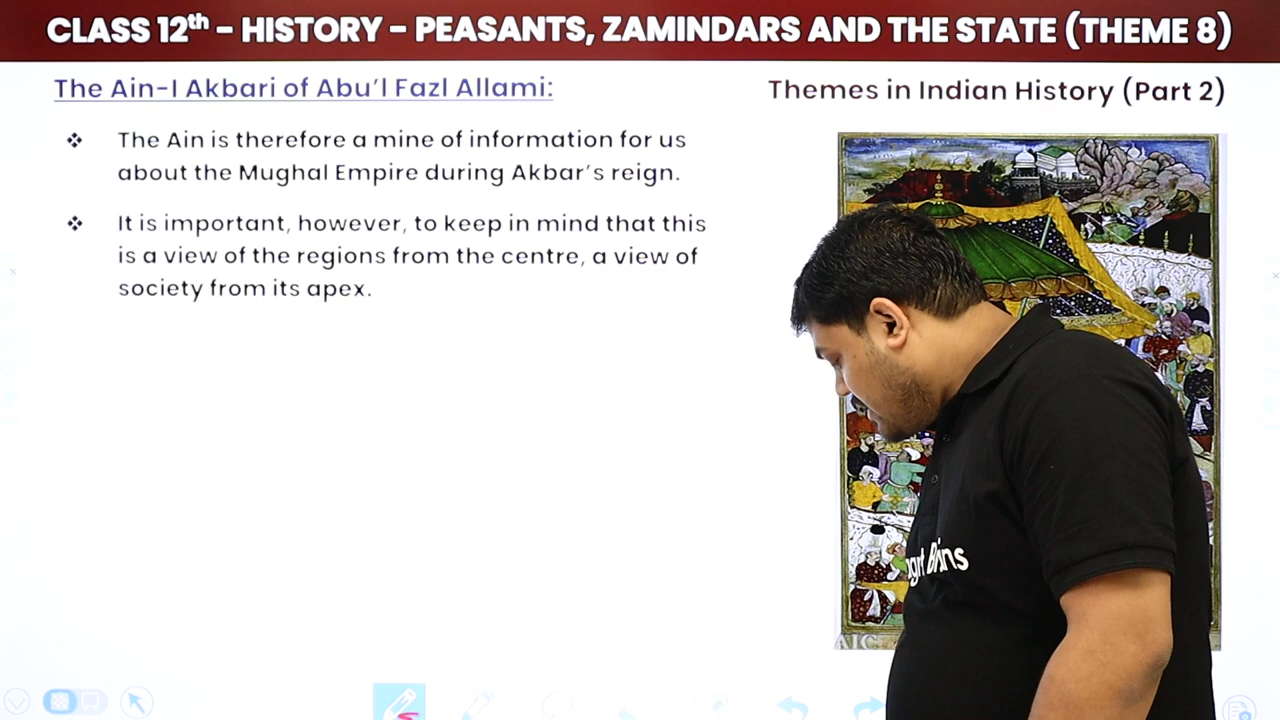 CLASS 12th – HISTORY – PEASANTS, ZAMINDARS AND THE STATE (THEME 8)
The Ain-I Akbari of Abu'l Fazl Allami:
Themes in Indian History (Part 2)
❖ The Ain is therefore a mine of information for us
about the Mughal Empire during Akbar's reign.
❖ It is important, however, to keep in mind that this
is a view of the regions from the centre, a view of
society from its apex.
AIC